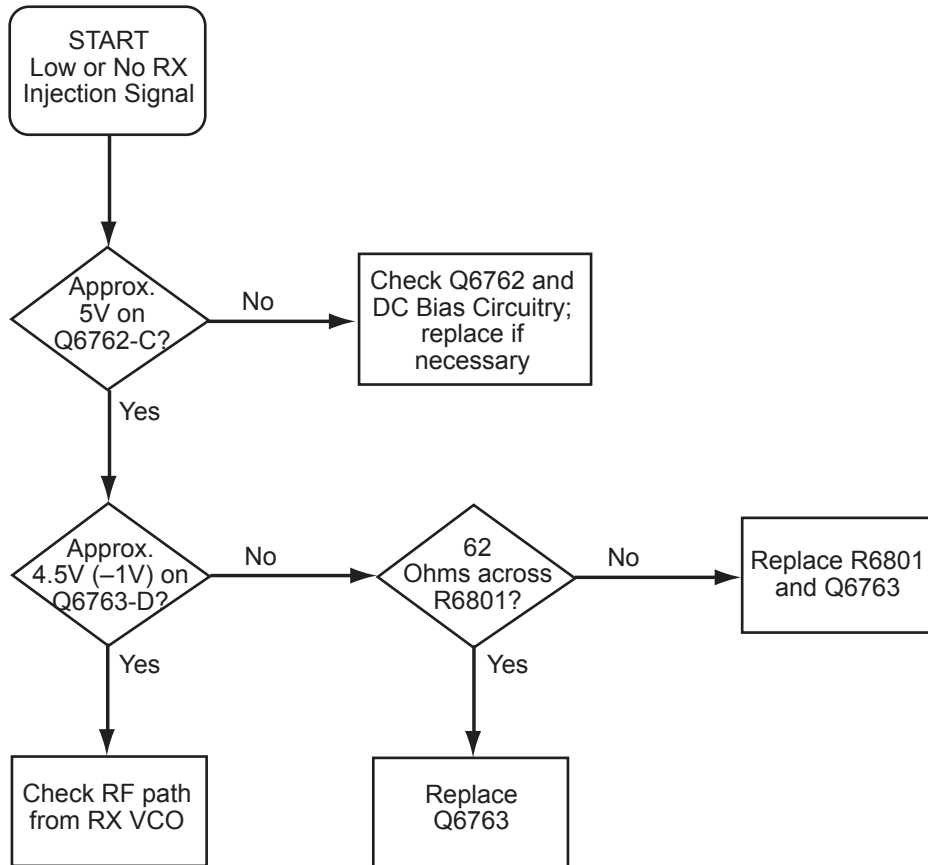 START
Low or No RX
Injection Signal
Approx.
5V on
Q6762-C?
No
Check Q6762 and
DC Bias Circuitry;
replace if
necessary
Yes
Approx.
4.5V (–1V) on
Q6763-D?
No
62
Ohms across
R6801?
No
Replace R6801
and Q6763
Yes
Yes
Check RF path
from RX VCO
Replace
Q6763